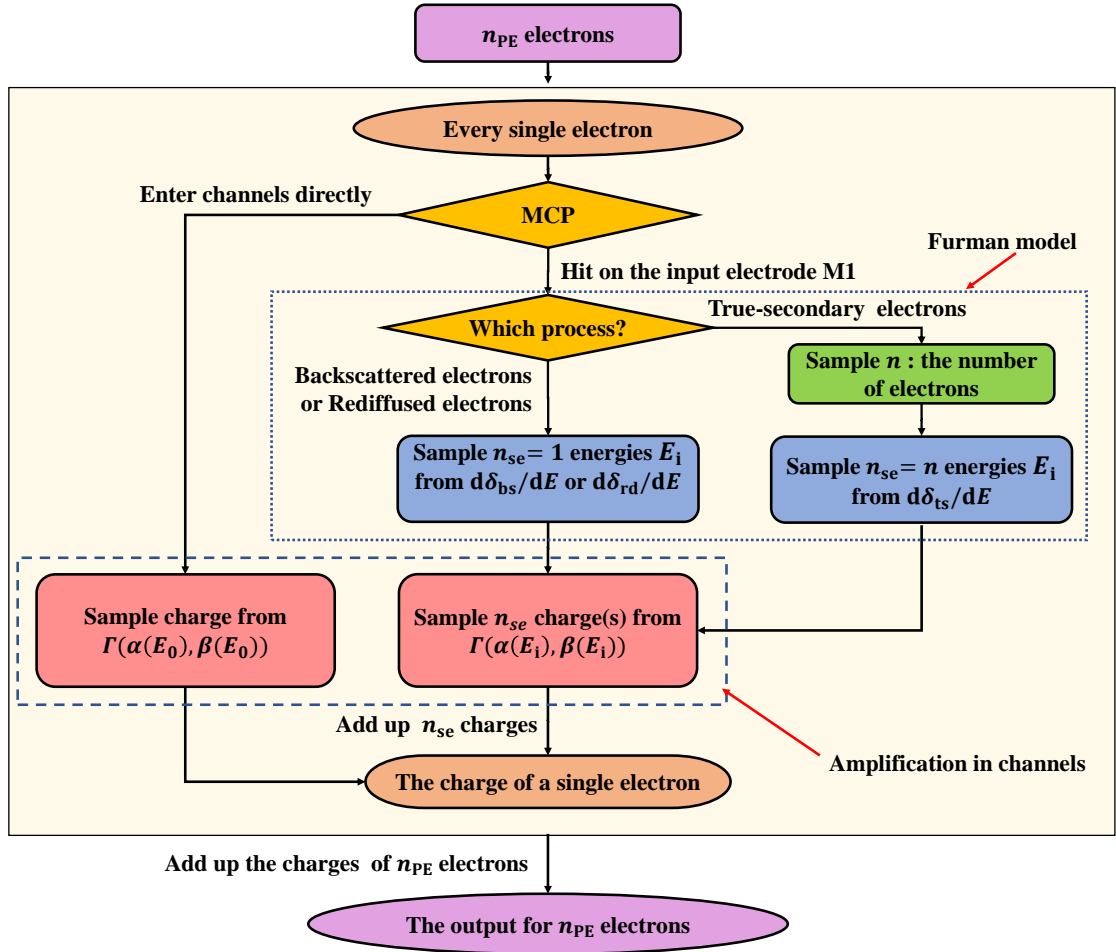 n_PE electrons
Every single electron
Enter channels directly
MCP
Furman model
Hit on the input electrode M1
True-secondary electrons
Which process?
Sample n : the number
of electrons
Backscattered electrons
or Rediffused electrons
Sample n_se = 1 energies E_i
from dδ_bs/dE or dδ_rd/dE
Sample n_se = n energies E_i
from dδ_ts/dE
Sample charge from
Γ(α(E_0), β(E_0))
Sample n_se charge(s) from
Γ(α(E_i), β(E_i))
Add up n_se charges
Amplification in channels
The charge of a single electron
Add up the charges of n_PE electrons
The output for n_PE electrons